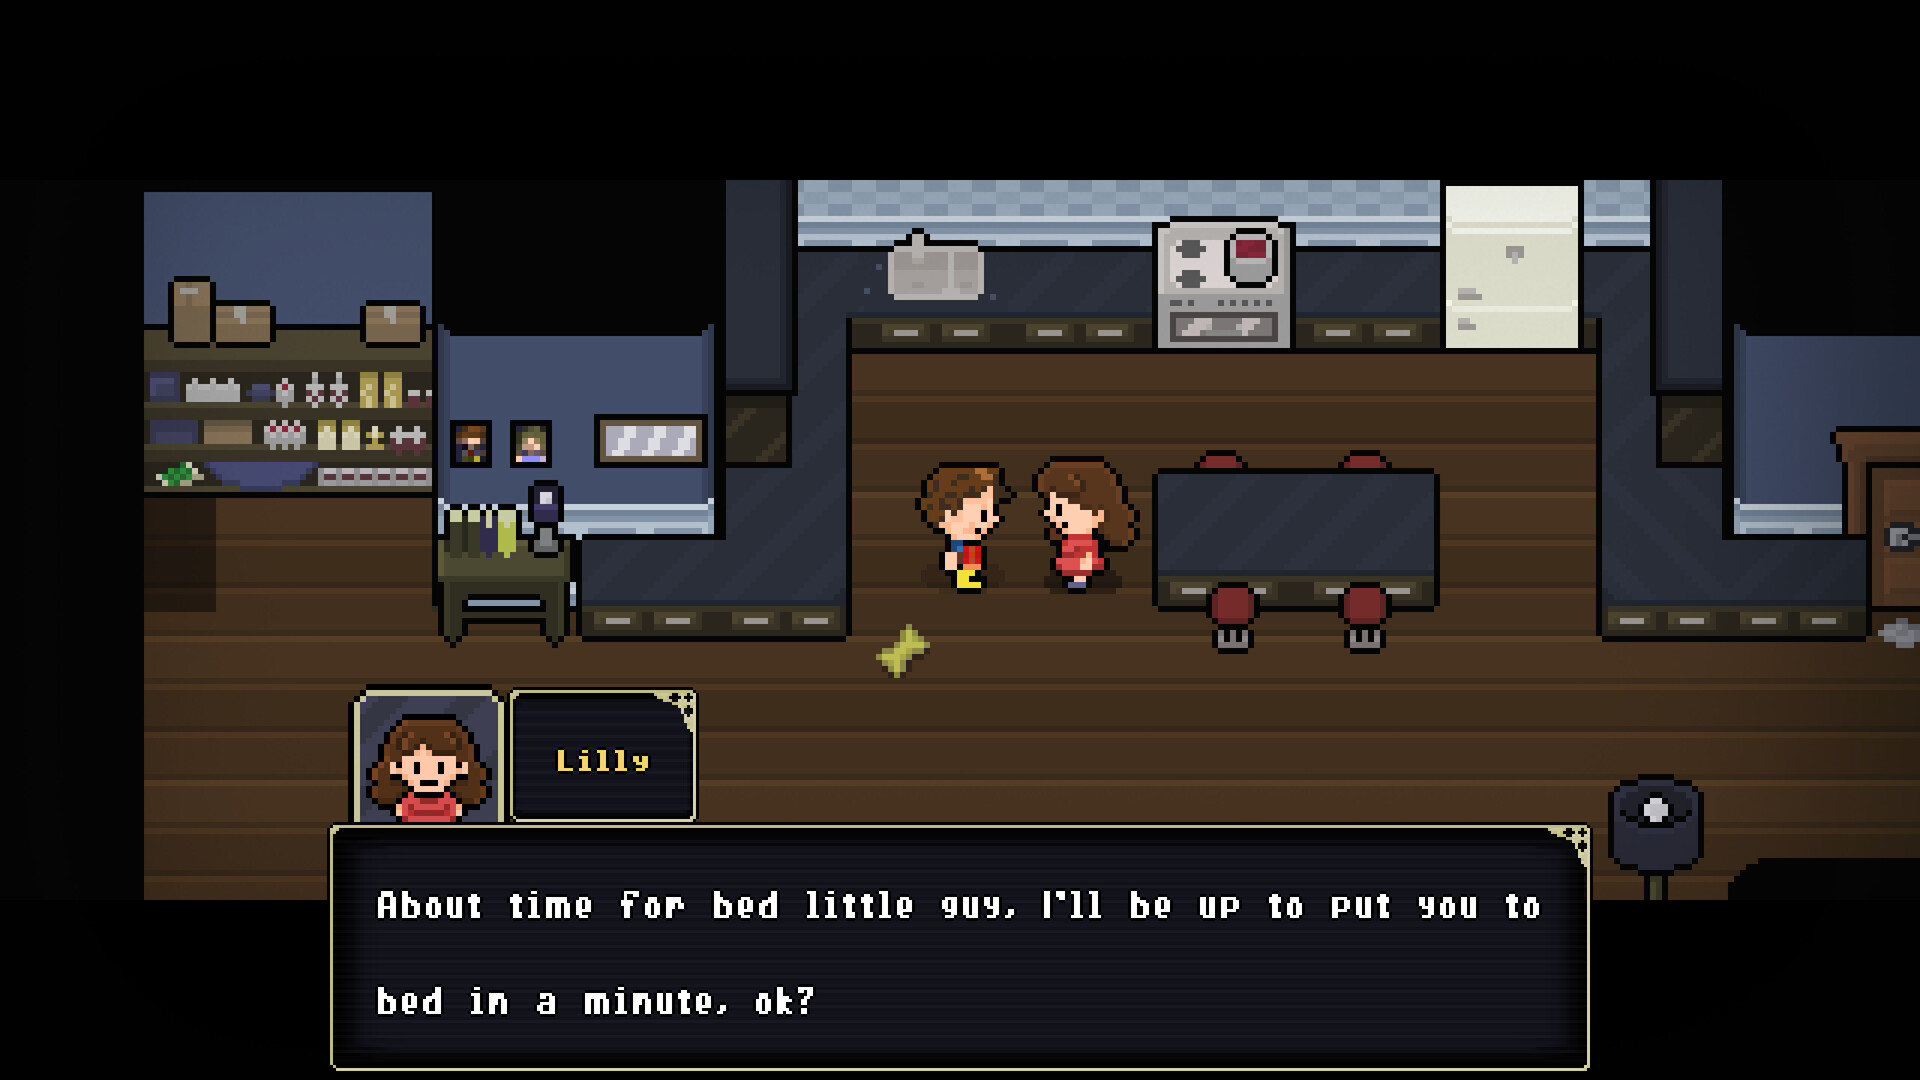 Lilly
About time for bed little guy, I'll be up to put you to
bed in a minute, ok?